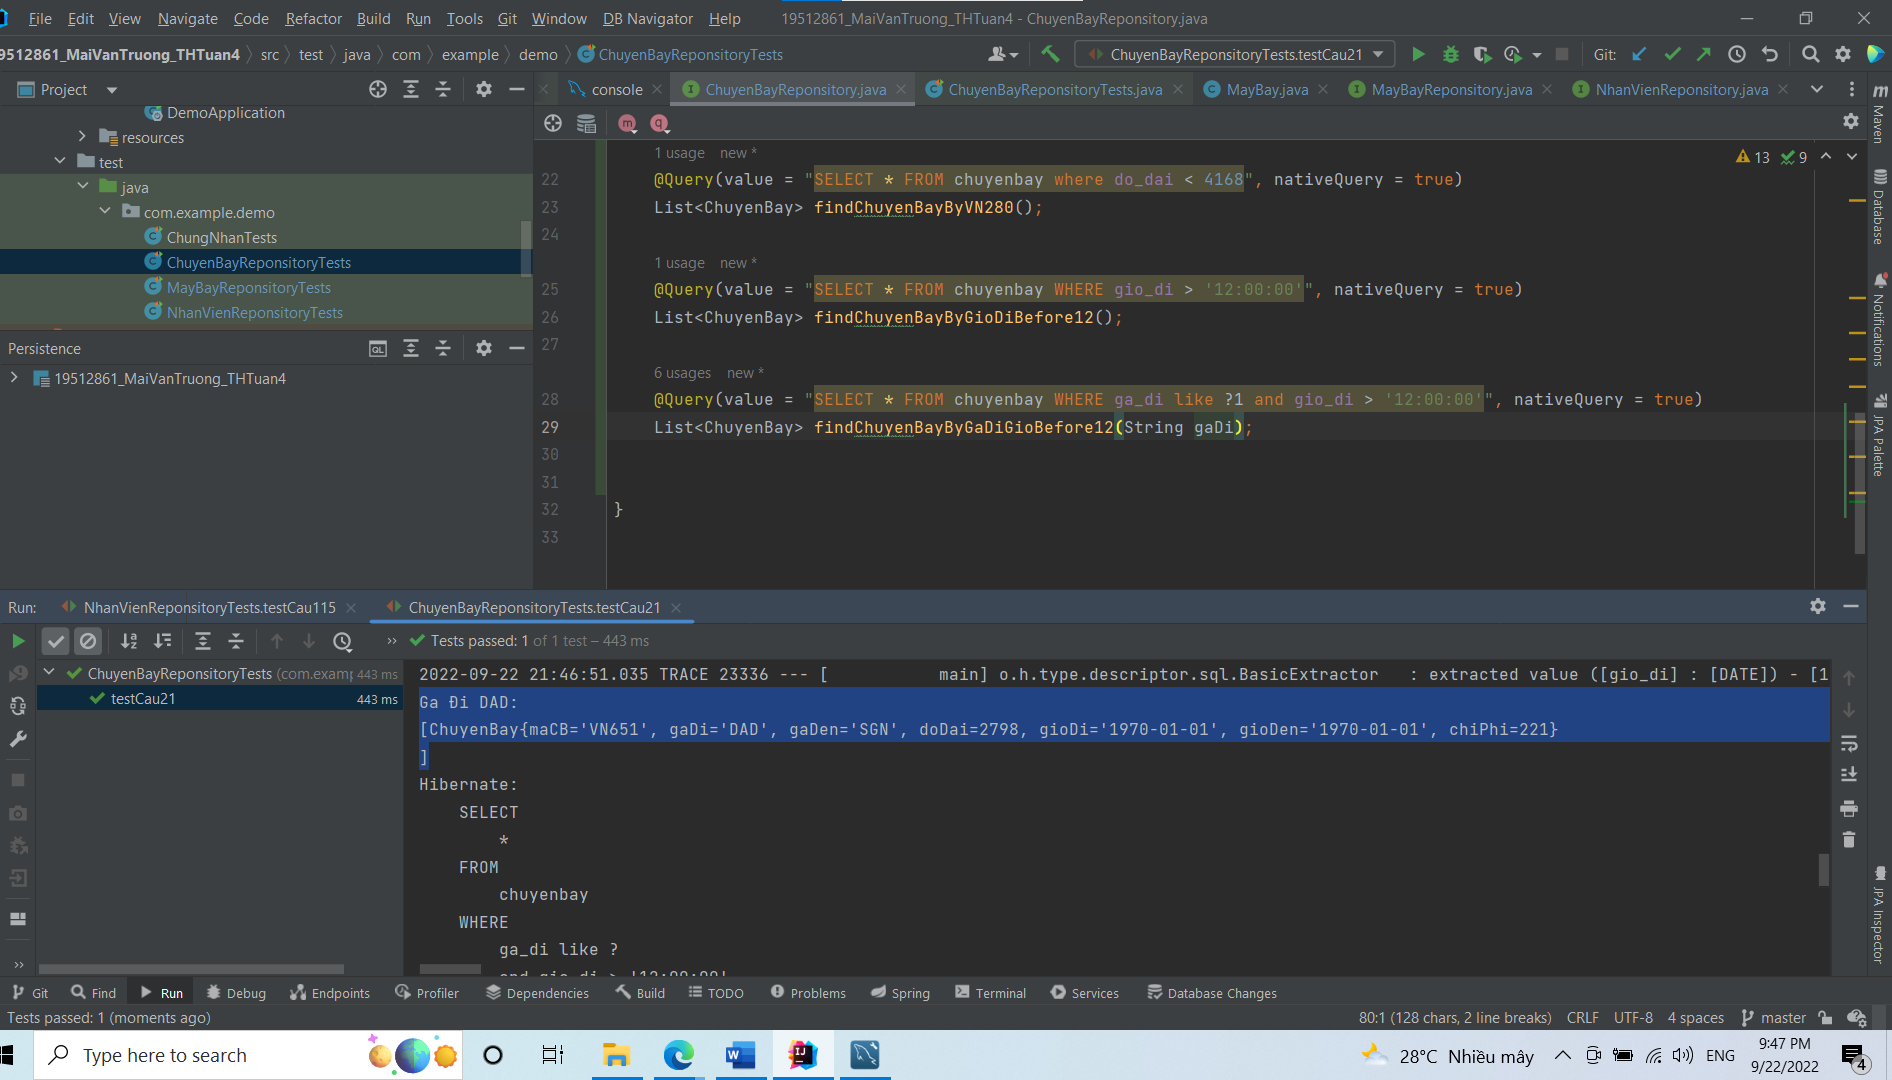 File Edit View Navigate Code Refactor Build Run Tools Git Window DB Navigator Help 19512861_MaiVanTruong_THTuan4 - ChuyenBayReponsitory.java
9512861_MaiVanTruong_THTuan4 src test java com example demo ChuyenBayReponsitoryTests ChuyenBayReponsitoryTests.testCau21 Git:
Project console ChuyenBayReponsitory.java ChuyenBayReponsitoryTests.java MayBay.java MayBayReponsitory.java NhanVienReponsitory.java
DemoApplication
resources
test
java
com.example.demo
ChungNhanTests
ChuyenBayReponsitoryTests
MayBayReponsitoryTests
NhanVienReponsitoryTests
Persistence
19512861_MaiVanTruong_THTuan4
13 9
1 usage new *
22 @Query(value = "SELECT * FROM chuyenbay where do_dai < 4168", nativeQuery = true)
23 List<ChuyenBay> findChuyenBayByVN280();
24
1 usage new *
25 @Query(value = "SELECT * FROM chuyenbay WHERE gio_di > '12:00:00'", nativeQuery = true)
26 List<ChuyenBay> findChuyenBayByGioDiBefore12();
27
6 usages new *
28 @Query(value = "SELECT * FROM chuyenbay WHERE ga_di like ?1 and gio_di > '12:00:00'", nativeQuery = true)
29 List<ChuyenBay> findChuyenBayByGaDiGioBefore12(String gaDi);
30
31
32 }
33
Maven
Database
Notifications
JPA Palette
JPA Inspector
Run: NhanVienReponsitoryTests.testCau115 ChuyenBayReponsitoryTests.testCau21
Tests passed: 1 of 1 test – 443 ms
ChuyenBayReponsitoryTests (com.examp 443 ms
testCau21 443 ms
2022-09-22 21:46:51.035 TRACE 23336 --- [ main] o.h.type.descriptor.sql.BasicExtractor : extracted value ([gio_di] : [DATE]) - [1
Ga Đi DAD:
[ChuyenBay{maCB='VN651', gaDi='DAD', gaDen='SGN', doDai=2798, gioDi='1970-01-01', gioDen='1970-01-01', chiPhi=221}
]
Hibernate:
SELECT
*
FROM
chuyenbay
WHERE
ga_di like ?
and gio_di > '12:00:00'
Git Find Run Debug Endpoints Profiler Dependencies Build TODO Problems Spring Terminal Services Database Changes
Tests passed: 1 (moments ago) 80:1 (128 chars, 2 line breaks) CRLF UTF-8 4 spaces master
Type here to search 28°C Nhiều mây ENG 9:47 PM
9/22/2022 4